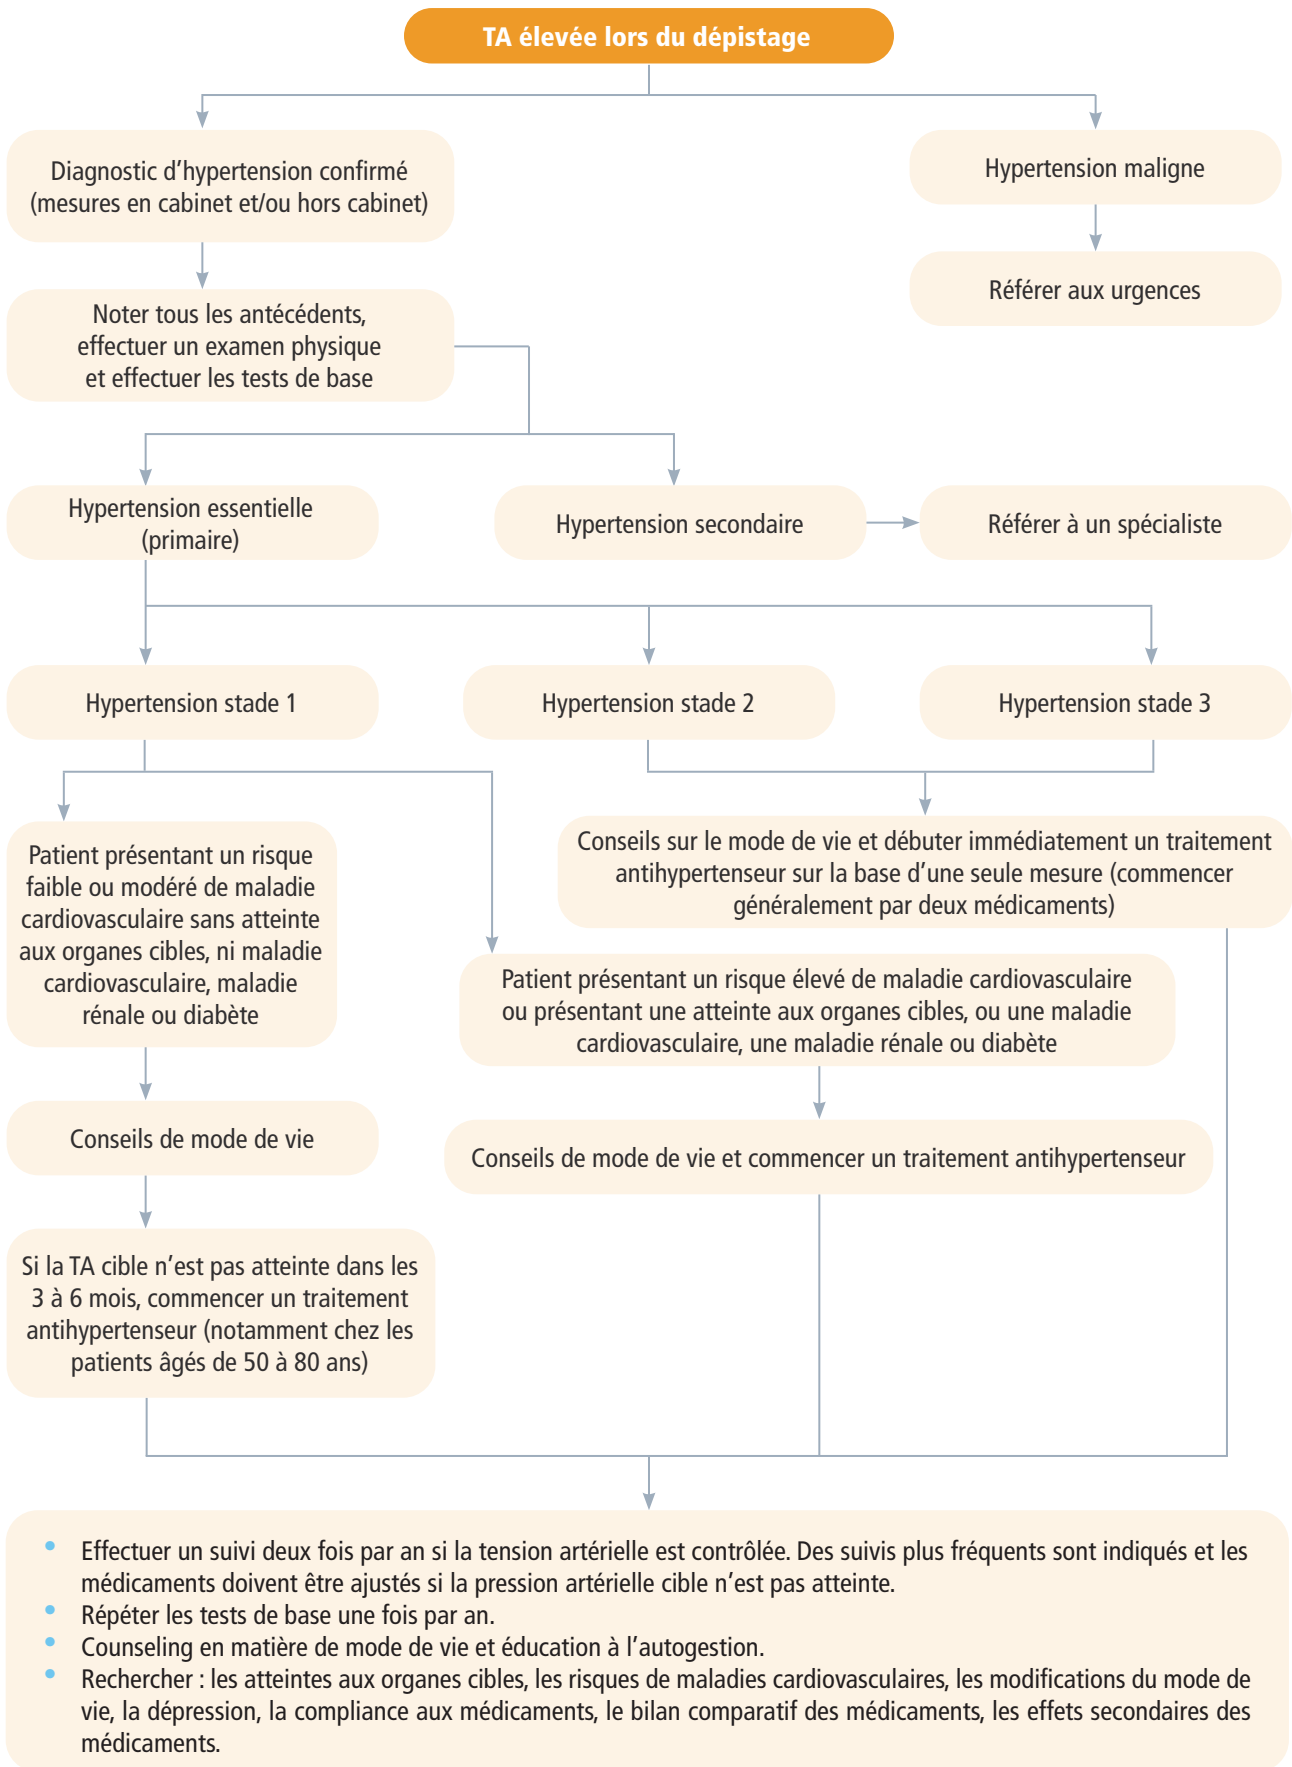 TA élevée lors du dépistage
Diagnostic d’hypertension confirmé
(mesures en cabinet et/ou hors cabinet)
Hypertension maligne
Référer aux urgences
Noter tous les antécédents,
effectuer un examen physique
et effectuer les tests de base
Hypertension essentielle
(primaire)
Hypertension secondaire
Référer à un spécialiste
Hypertension stade 1
Hypertension stade 2
Hypertension stade 3
Patient présentant un risque
faible ou modéré de maladie
cardiovasculaire sans atteinte
aux organes cibles, ni maladie
cardiovasculaire, maladie
rénale ou diabète
Conseils sur le mode de vie et débuter immédiatement un traitement
antihypertenseur sur la base d’une seule mesure (commencer
généralement par deux médicaments)
Patient présentant un risque élevé de maladie cardiovasculaire
ou présentant une atteinte aux organes cibles, ou une maladie
cardiovasculaire, une maladie rénale ou diabète
Conseils de mode de vie
Conseils de mode de vie et commencer un traitement antihypertenseur
Si la TA cible n’est pas atteinte dans les
3 à 6 mois, commencer un traitement
antihypertenseur (notamment chez les
patients âgés de 50 à 80 ans)
• Effectuer un suivi deux fois par an si la tension artérielle est contrôlée. Des suivis plus fréquents sont indiqués et les
médicaments doivent être ajustés si la pression artérielle cible n’est pas atteinte.
• Répéter les tests de base une fois par an.
• Counseling en matière de mode de vie et éducation à l’autogestion.
• Rechercher : les atteintes aux organes cibles, les risques de maladies cardiovasculaires, les modifications du mode de
vie, la dépression, la compliance aux médicaments, le bilan comparatif des médicaments, les effets secondaires des
médicaments.